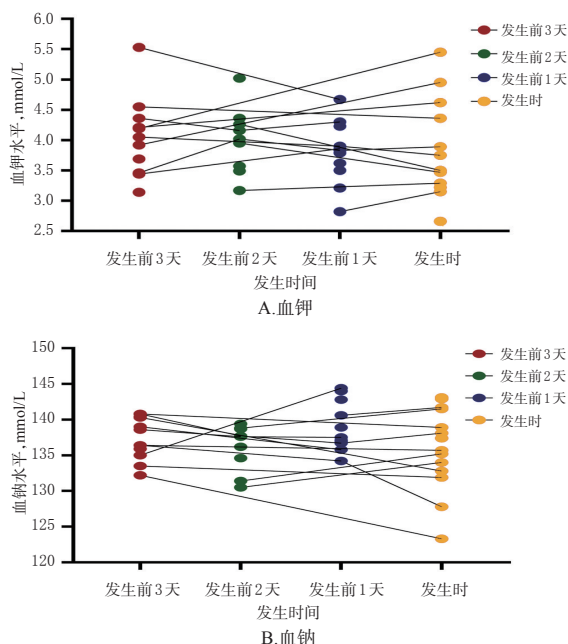 6.0
5.5
5.0
4.5
4.0
3.5
3.0
2.5
血钾水平,mmol/L
发生前3天
发生前2天
发生前1天
发生时
发生前3天 发生前2天 发生前1天 发生时
发生时间
A.血钾
150
145
140
135
130
125
120
血钠水平,mmol/L
发生前3天
发生前2天
发生前1天
发生时
发生前3天 发生前2天 发生前1天 发生时
发生时间
B.血钠